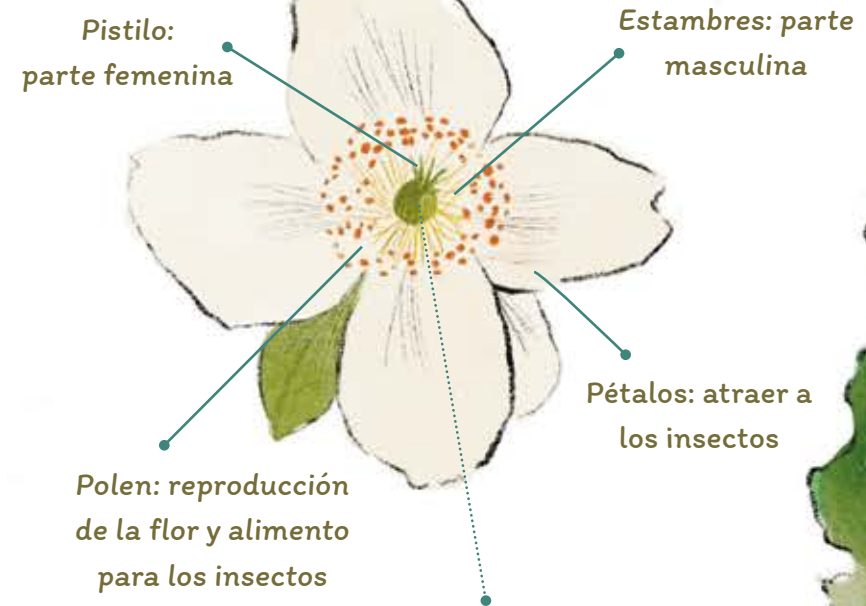 Pistilo:
parte femenina
Estambres: parte
masculina
Pétalos: atraer a
los insectos
Polen: reproducción
de la flor y alimento
para los insectos